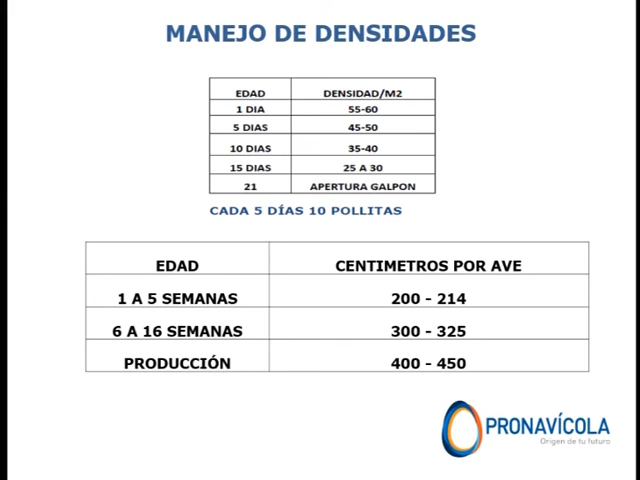 MANEJO DE DENSIDADES
EDAD DENSIDAD/M2
1 DIA 55-60
5 DIAS 45-50
10 DIAS 35-40
15 DIAS 25 A 30
21 APERTURA GALPON
CADA 5 DÍAS 10 POLLITAS
EDAD CENTIMETROS POR AVE
1 A 5 SEMANAS 200 - 214
6 A 16 SEMANAS 300 - 325
PRODUCCIÓN 400 - 450
PRONAVÍCOLA
Origen de tu futuro